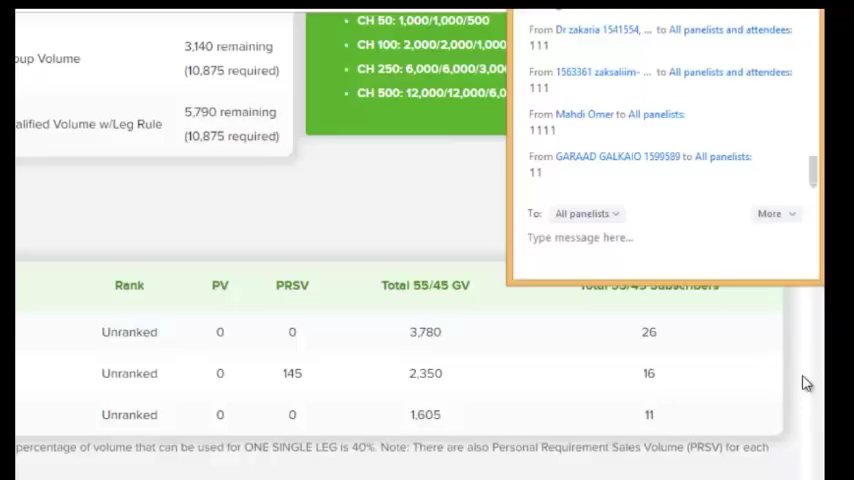 oup Volume
3,140 remaining
(10,875 required)
alified Volume w/Leg Rule
5,790 remaining
(10,875 required)
• CH 50: 1,000/1,000/500
• CH 100: 2,000/2,000/1,000
• CH 250: 6,000/6,000/3,00
• CH 500: 12,000/12,000/6,0
From Dr zakaria 1541554, ... to All panelists and attendees:
111
From 1563361 zaksaliim- ... to All panelists and attendees:
111
From Mahdi Omer to All panelists:
1111
From GARAAD GALKAIO 1599589 to All panelists:
11
To: All panelists
More
Type message here...
Rank PV PRSV Total 55/45 GV Total 55/45 Subscribers
Unranked 0 0 3,780 26
Unranked 0 145 2,350 16
Unranked 0 0 1,605 11
percentage of volume that can be used for ONE SINGLE LEG is 40%. Note: There are also Personal Requirement Sales Volume (PRSV) for each